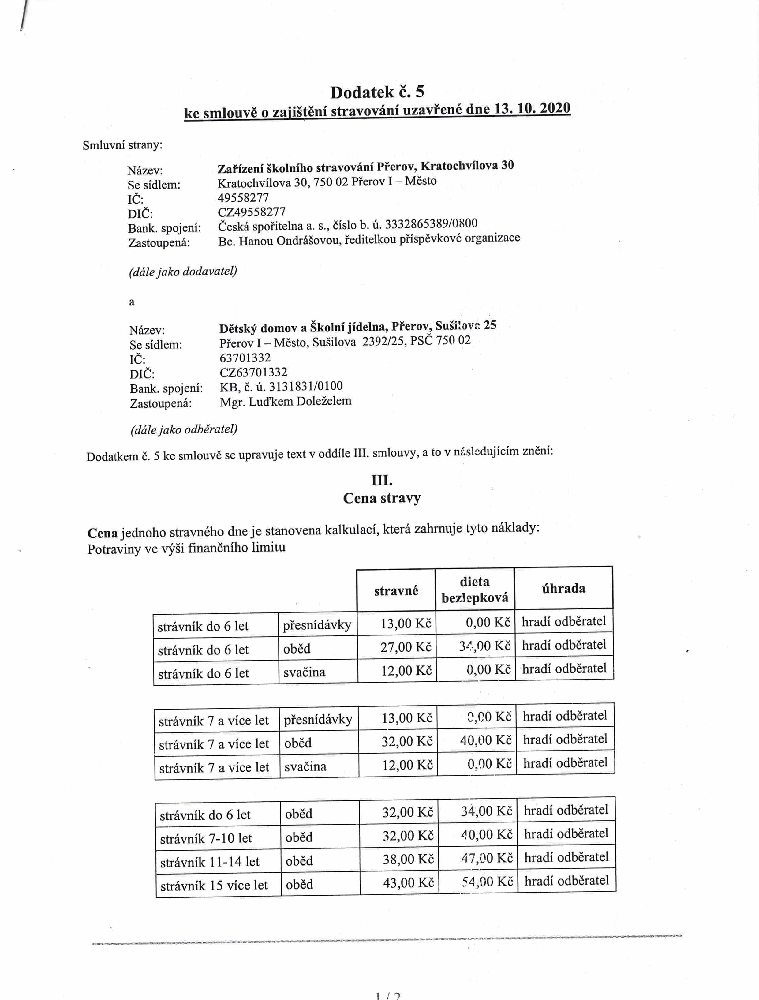 Dodatek č. 5
ke smlouvě o zajištění stravování uzavřené dne 13. 10. 2020
Smluvní strany:
Název: Zařízení školního stravování Přerov, Kratochvílova 30
Se sídlem: Kratochvílova 30, 750 02 Přerov I – Město
IČ: 49558277
DIČ: CZ49558277
Bank. spojení: Česká spořitelna a. s., číslo b. ú. 3332865389/0800
Zastoupená: Bc. Hanou Ondrášovou, ředitelkou příspěvkové organizace
(dále jako dodavatel)
a
Název: Dětský domov a Školní jídelna, Přerov, Sušilova 25
Se sídlem: Přerov I – Město, Sušilova 2392/25, PSČ 750 02
IČ: 63701332
DIČ: CZ63701332
Bank. spojení: KB, č. ú. 3131831/0100
Zastoupená: Mgr. Luďkem Doleželem
(dále jako odběratel)
Dodatkem č. 5 ke smlouvě se upravuje text v oddíle III. smlouvy, a to v následujícím znění:
III.
Cena stravy
Cena jednoho stravného dne je stanovena kalkulací, která zahrnuje tyto náklady:
Potraviny ve výši finančního limitu
stravné dieta bezlepková úhrada
strávník do 6 let přesnídávky 13,00 Kč 0,00 Kč hradí odběratel
strávník do 6 let oběd 27,00 Kč 34,00 Kč hradí odběratel
strávník do 6 let svačina 12,00 Kč 0,00 Kč hradí odběratel
strávník 7 a více let přesnídávky 13,00 Kč 0,00 Kč hradí odběratel
strávník 7 a více let oběd 32,00 Kč 40,00 Kč hradí odběratel
strávník 7 a více let svačina 12,00 Kč 0,00 Kč hradí odběratel
strávník do 6 let oběd 32,00 Kč 34,00 Kč hradí odběratel
strávník 7-10 let oběd 32,00 Kč 40,00 Kč hradí odběratel
strávník 11-14 let oběd 38,00 Kč 47,00 Kč hradí odběratel
strávník 15 více let oběd 43,00 Kč 54,00 Kč hradí odběratel
1 / 2